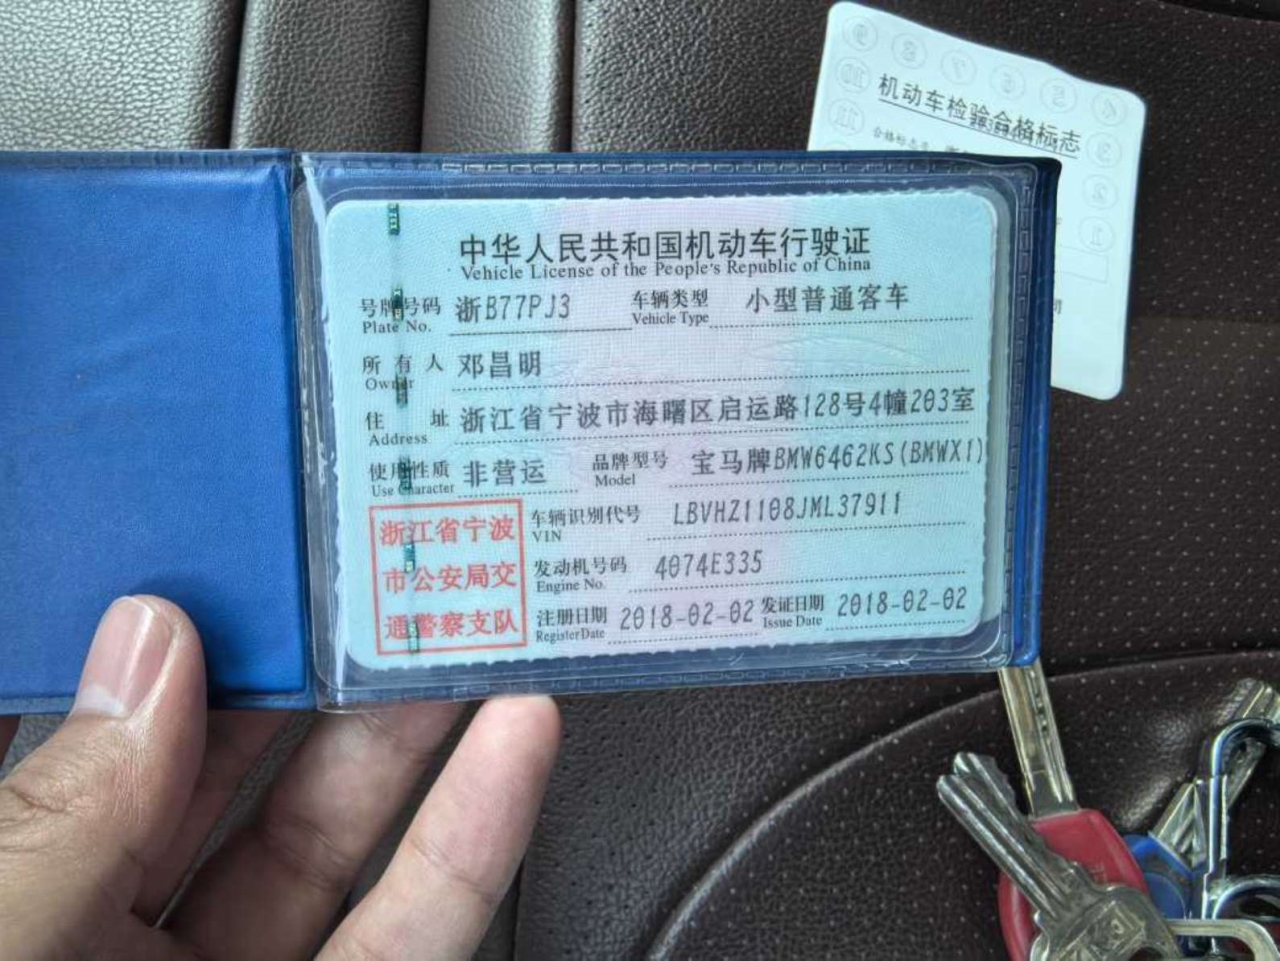 机动车检验合格标志
中华人民共和国机动车行驶证
Vehicle License of the People's Republic of China
号牌号码 浙B77PJ3 车辆类型 小型普通客车
Plate No. Vehicle Type
所有人 邓昌明
Owner
住址 浙江省宁波市海曙区启运路128号4幢203室
Address
使用性质 非营运 品牌型号 宝马牌BMW6462KS(BMWX1)
Use Character Model
浙江省宁波
市公安局交
通警察支队
车辆识别代号 LBVHZ1108JML37911
VIN
发动机号码 4074E335
Engine No.
注册日期 2018-02-02 发证日期 2018-02-02
Register Date Issue Date